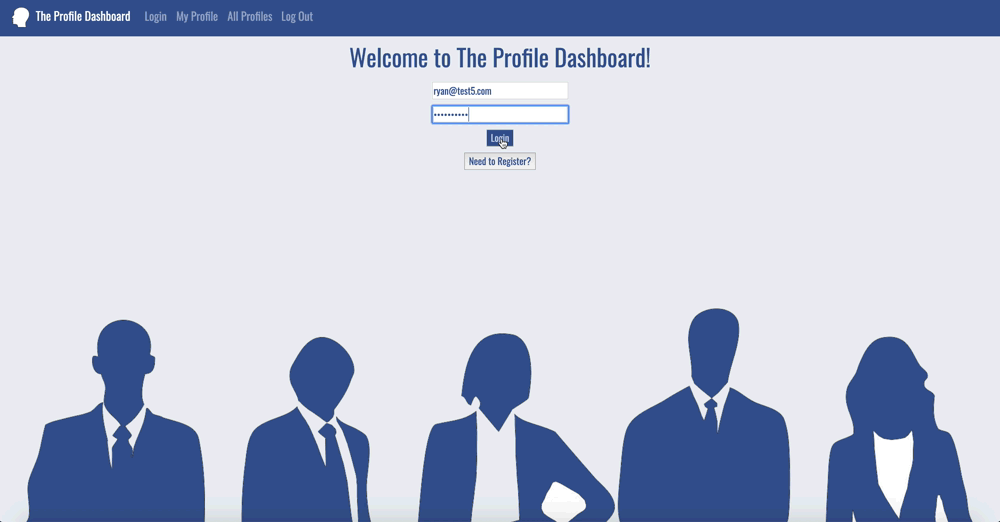 The Profile Dashboard Login My Profile All Profiles Log Out
Welcome to The Profile Dashboard!
ryan@test5.com
••••••••••
Login
Need to Register?